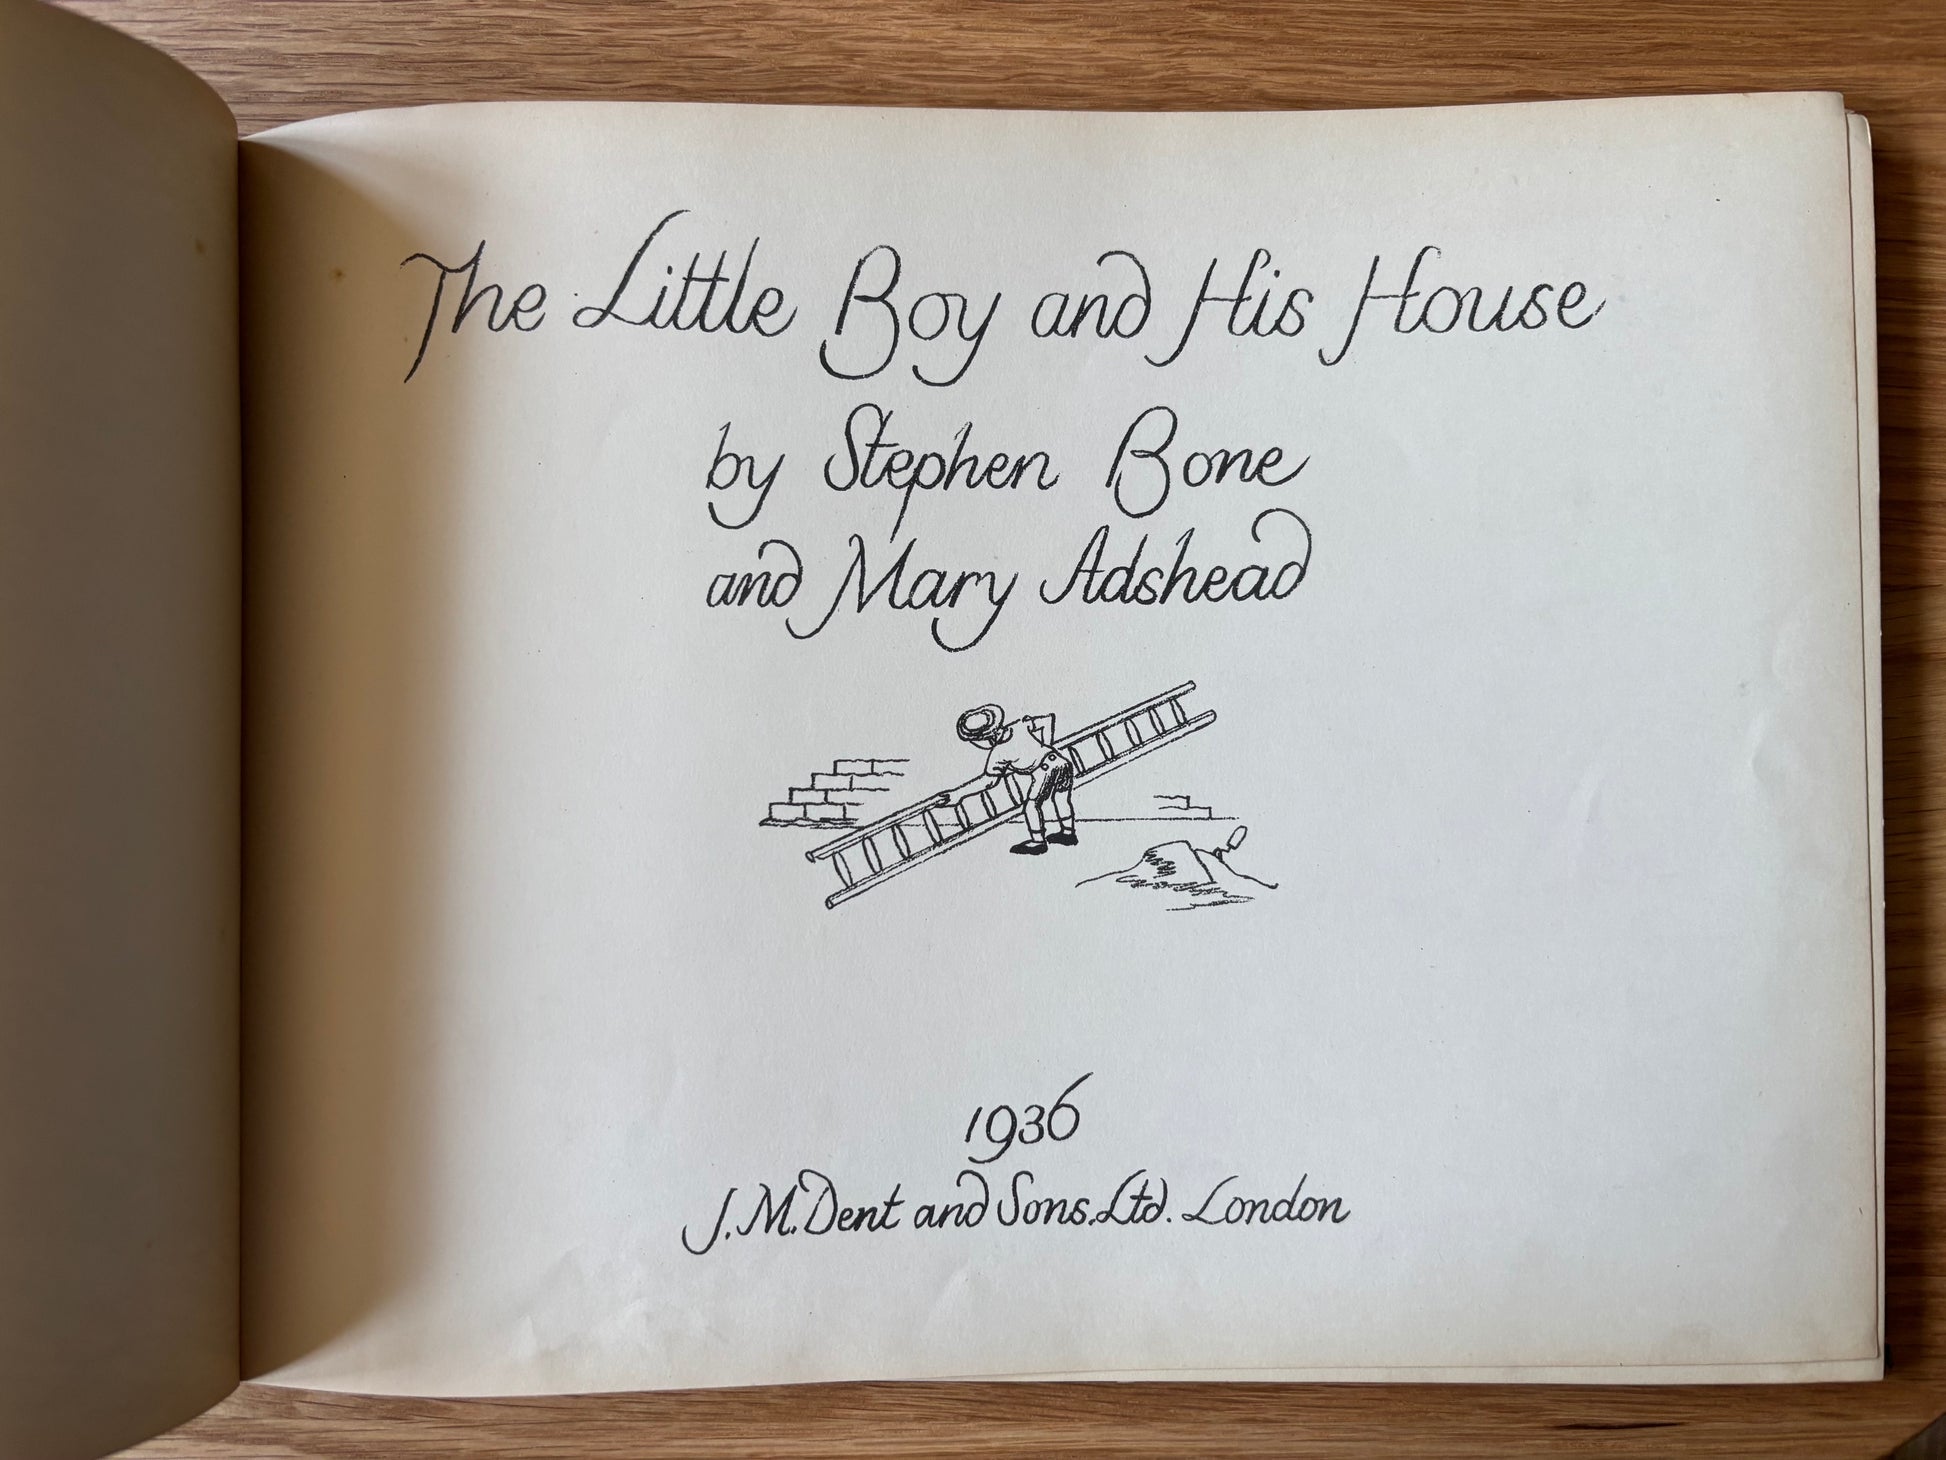 The Little Boy and His House
by Stephen Bone
and Mary Adshead
1936
J. M. Dent and Sons. Ltd. London